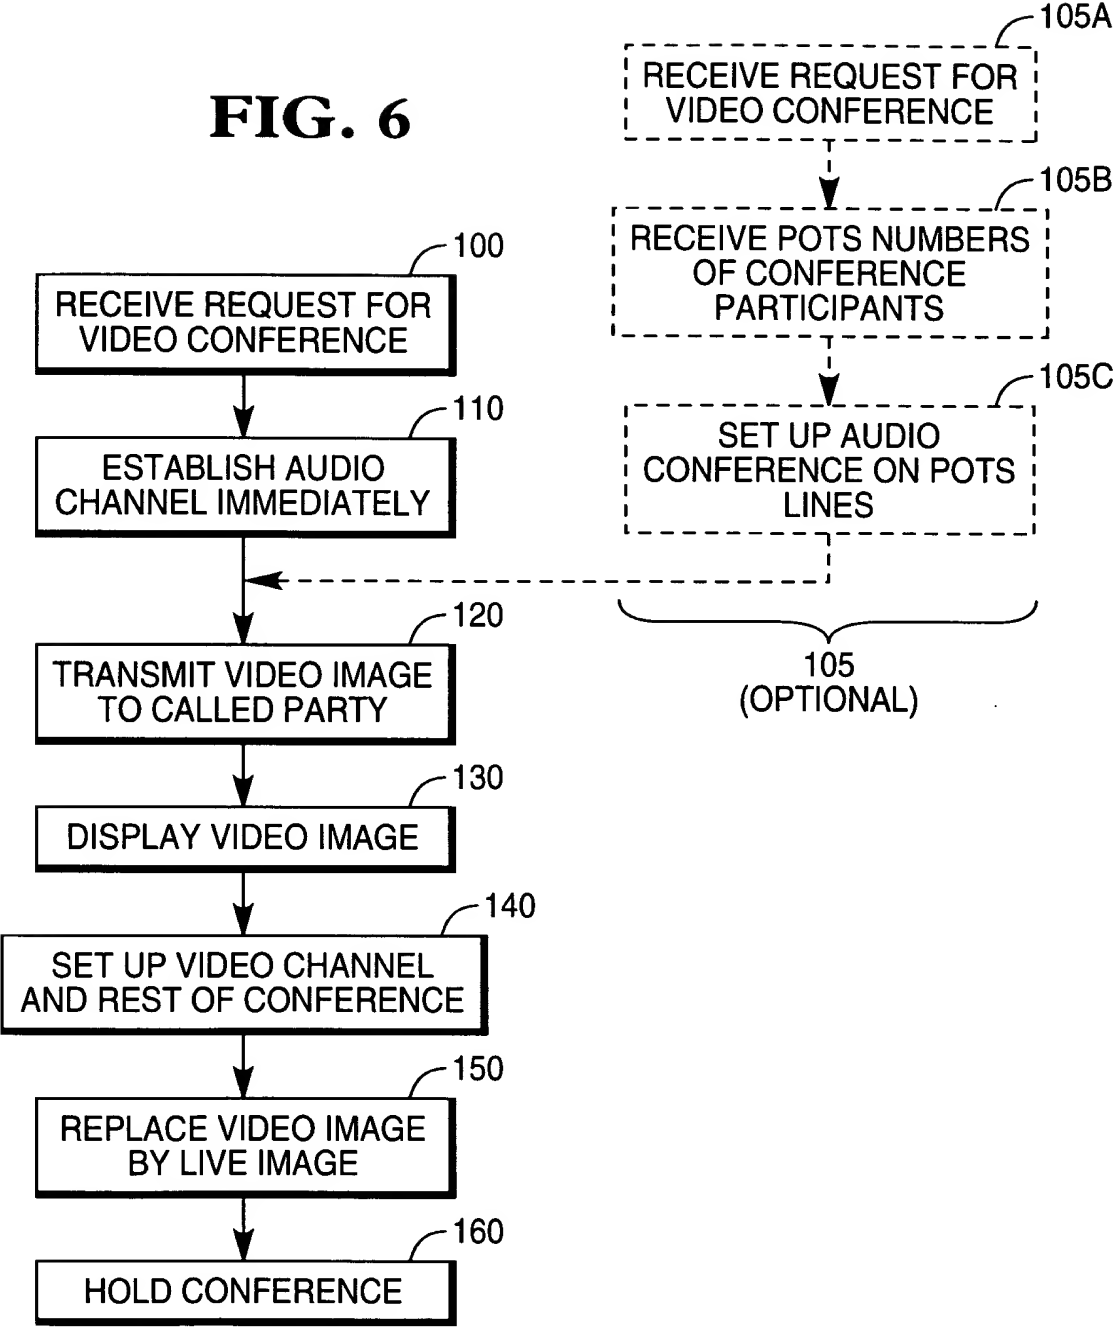 FIG. 6
100
RECEIVE REQUEST FOR
VIDEO CONFERENCE
110
ESTABLISH AUDIO
CHANNEL IMMEDIATELY
120
TRANSMIT VIDEO IMAGE
TO CALLED PARTY
130
DISPLAY VIDEO IMAGE
140
SET UP VIDEO CHANNEL
AND REST OF CONFERENCE
150
REPLACE VIDEO IMAGE
BY LIVE IMAGE
160
HOLD CONFERENCE
105A
RECEIVE REQUEST FOR
VIDEO CONFERENCE
105B
RECEIVE POTS NUMBERS
OF CONFERENCE
PARTICIPANTS
105C
SET UP AUDIO
CONFERENCE ON POTS
LINES
105
(OPTIONAL)